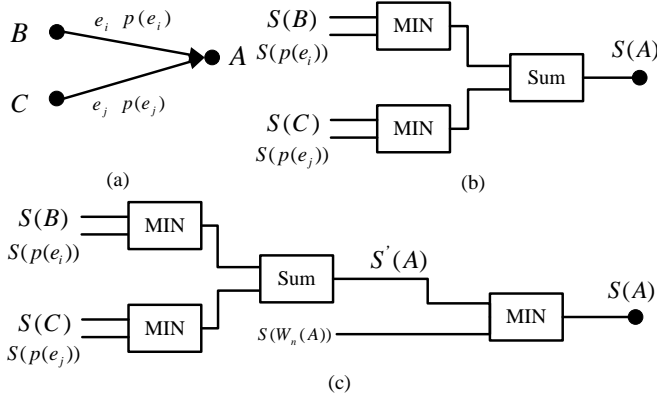 B
e_i p(e_i)
A
C
e_j p(e_j)
(a)
S(B)
S(p(e_i))
MIN
S(C)
S(p(e_j))
MIN
Sum
S(A)
(b)
S(B)
S(p(e_i))
MIN
S(C)
S(p(e_j))
MIN
Sum
S'(A)
S(W_n(A))
MIN
S(A)
(c)